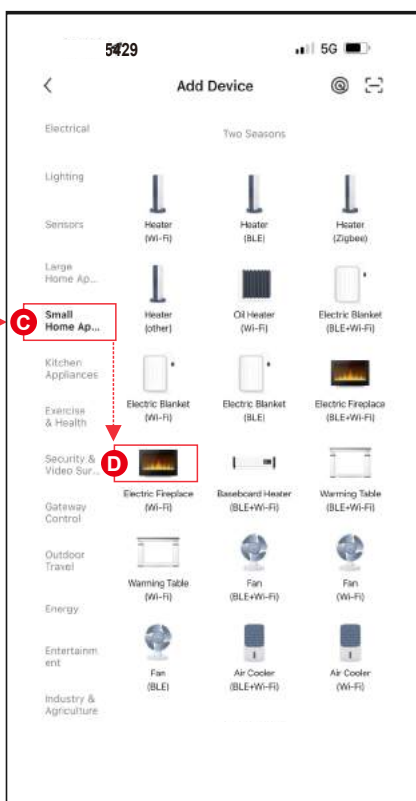 5G
Add Device
Electrical
Lighting
Sensors
Large
Home Ap...
C
Small
Home Ap...
Kitchen
Appliances
Exercise
& Health
Security &
Video Sur...
Gateway
Control
Outdoor
Travel
Energy
Entertainm
ent
Industry &
Agriculture
Two Seasons
Heater
(Wi-Fi)
Heater
(BLE)
Heater
(Zigbee)
Heater
(other)
Oil Heater
(Wi-Fi)
Electric Blanket
(BLE+Wi-Fi)
Electric Blanket
(Wi-Fi)
Electric Blanket
(BLE)
Electric Fireplace
(BLE+Wi-Fi)
D
Electric Fireplace
(Wi-Fi)
Baseboard Heater
(BLE+Wi-Fi)
Warming Table
(BLE+Wi-Fi)
Warming Table
(Wi-Fi)
Fan
(BLE+Wi-Fi)
Fan
(Wi-Fi)
Fan
(BLE)
Air Cooler
(BLE+Wi-Fi)
Air Cooler
(Wi-Fi)